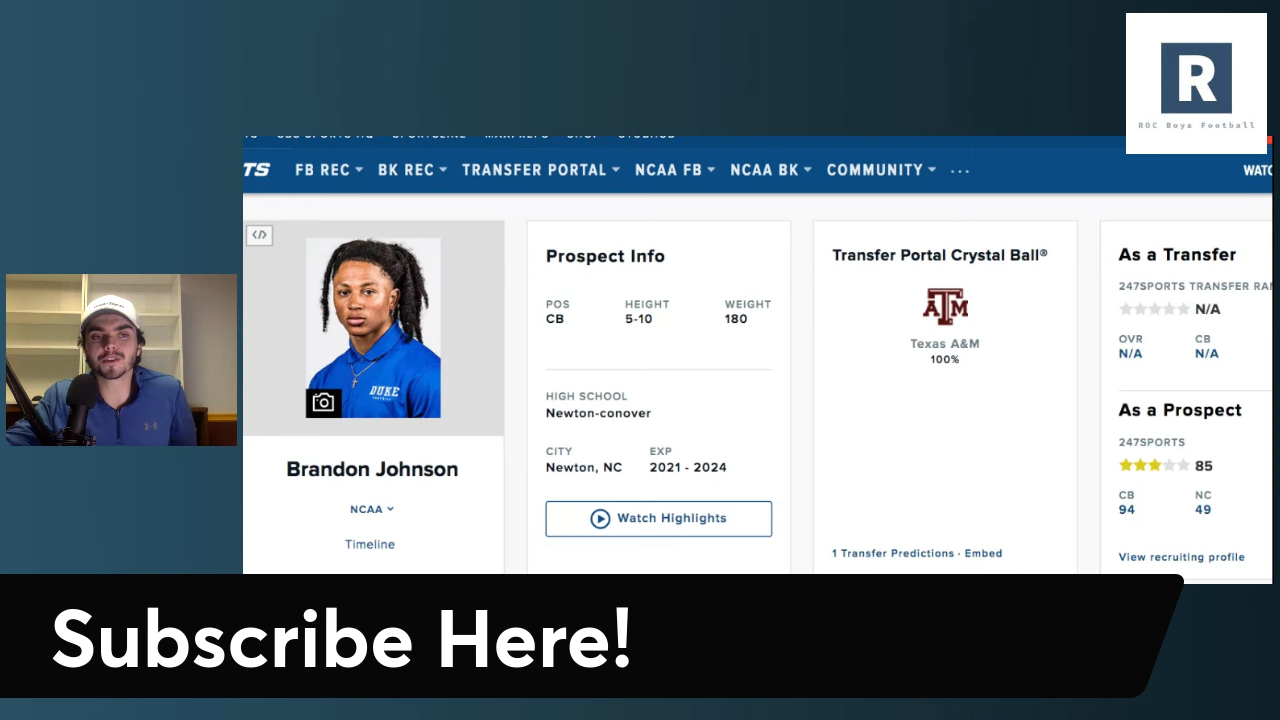 R
ROC Boys Football
TS FB REC BK REC TRANSFER PORTAL NCAA FB NCAA BK COMMUNITY ...
</>
DUKE
FOOTBALL
Brandon Johnson
NCAA
Timeline
Prospect Info
POS HEIGHT WEIGHT
CB 5-10 180
HIGH SCHOOL
Newton-conover
CITY EXP
Newton, NC 2021 - 2024
Watch Highlights
Transfer Portal Crystal Ball®
ATM
Texas A&M
100%
1 Transfer Predictions · Embed
As a Transfer
247SPORTS TRANSFER
N/A
OVR CB
N/A N/A
As a Prospect
247SPORTS
85
CB NC
94 49
View recruiting profile
Subscribe Here!